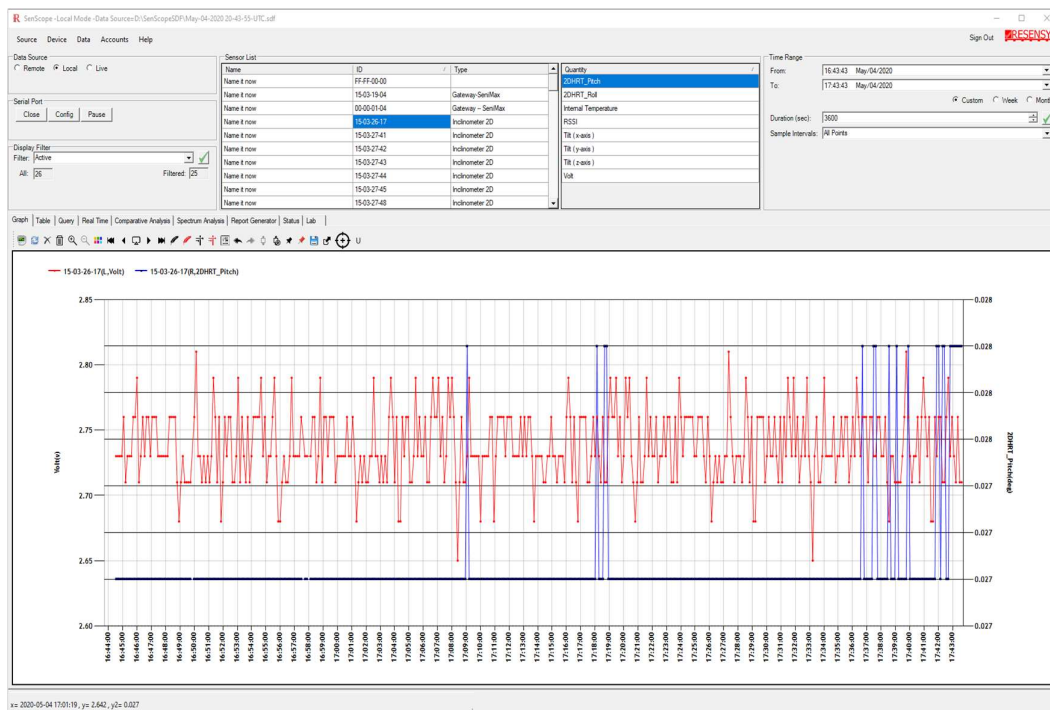 SenScope -Local Mode -Data Source=D:\SenScopeSDF\May-04-2020 20-43-55-UTC.sdf
Source Device Data Accounts Help
Sign Out RESENSY
Data Source
Remote Local Live
Serial Port
Close Config Pause
Display Filter
Filter: Active
All: 26 Filtered: 25
Sensor List
Name ID / Type
Name it now FF-FF-00-00
Name it now 15-03-19-04 Gateway-SeniMax
Name it now 00-00-01-04 Gateway -- SeniMax
Name it now 15-03-26-17 Inclinometer 2D
Name it now 15-03-27-41 Inclinometer 2D
Name it now 15-03-27-42 Inclinometer 2D
Name it now 15-03-27-43 Inclinometer 2D
Name it now 15-03-27-44 Inclinometer 2D
Name it now 15-03-27-45 Inclinometer 2D
Name it now 15-03-27-48 Inclinometer 2D
Quantity /
2DHRT_Pitch
2DHRT_Roll
Internal Temperature
RSSI
Tilt ( x-axis )
Tilt ( y-axis )
Tilt ( z-axis )
Volt
Time Range
From: 16:43:43 May/04/2020
To: 17:43:43 May/04/2020
Custom Week Mont
Duration (sec): 3600
Sample Intervals: All Points
Graph Table Query Real Time Comparative Analysis Spectrum Analysis Report Generator Status Lab
U
15-03-26-17(L,Volt) 15-03-26-17(R,2DHRT_Pitch)
2.85
2.80
2.75
2.70
2.65
2.60
Volt(v)
0.028
0.028
0.028
0.028
0.027
0.027
0.027
0.027
2DHRT_Pitch(deg)
16:44:00 16:45:00 16:46:00 16:47:00 16:48:00 16:49:00 16:50:00 16:51:00 16:52:00 16:53:00 16:54:00 16:55:00 16:56:00 16:57:00 16:58:00 16:59:00 17:00:00 17:01:00 17:02:00 17:03:00 17:04:00 17:05:00 17:06:00 17:07:00 17:08:00 17:09:00 17:10:00 17:11:00 17:12:00 17:13:00 17:14:00 17:15:00 17:16:00 17:17:00 17:18:00 17:19:00 17:20:00 17:21:00 17:22:00 17:23:00 17:24:00 17:25:00 17:26:00 17:27:00 17:28:00 17:29:00 17:30:00 17:31:00 17:32:00 17:33:00 17:34:00 17:35:00 17:36:00 17:37:00 17:38:00 17:39:00 17:40:00 17:41:00 17:42:00 17:43:00
x= 2020-05-04 17:01:19 , y= 2.642 , y2= 0.027